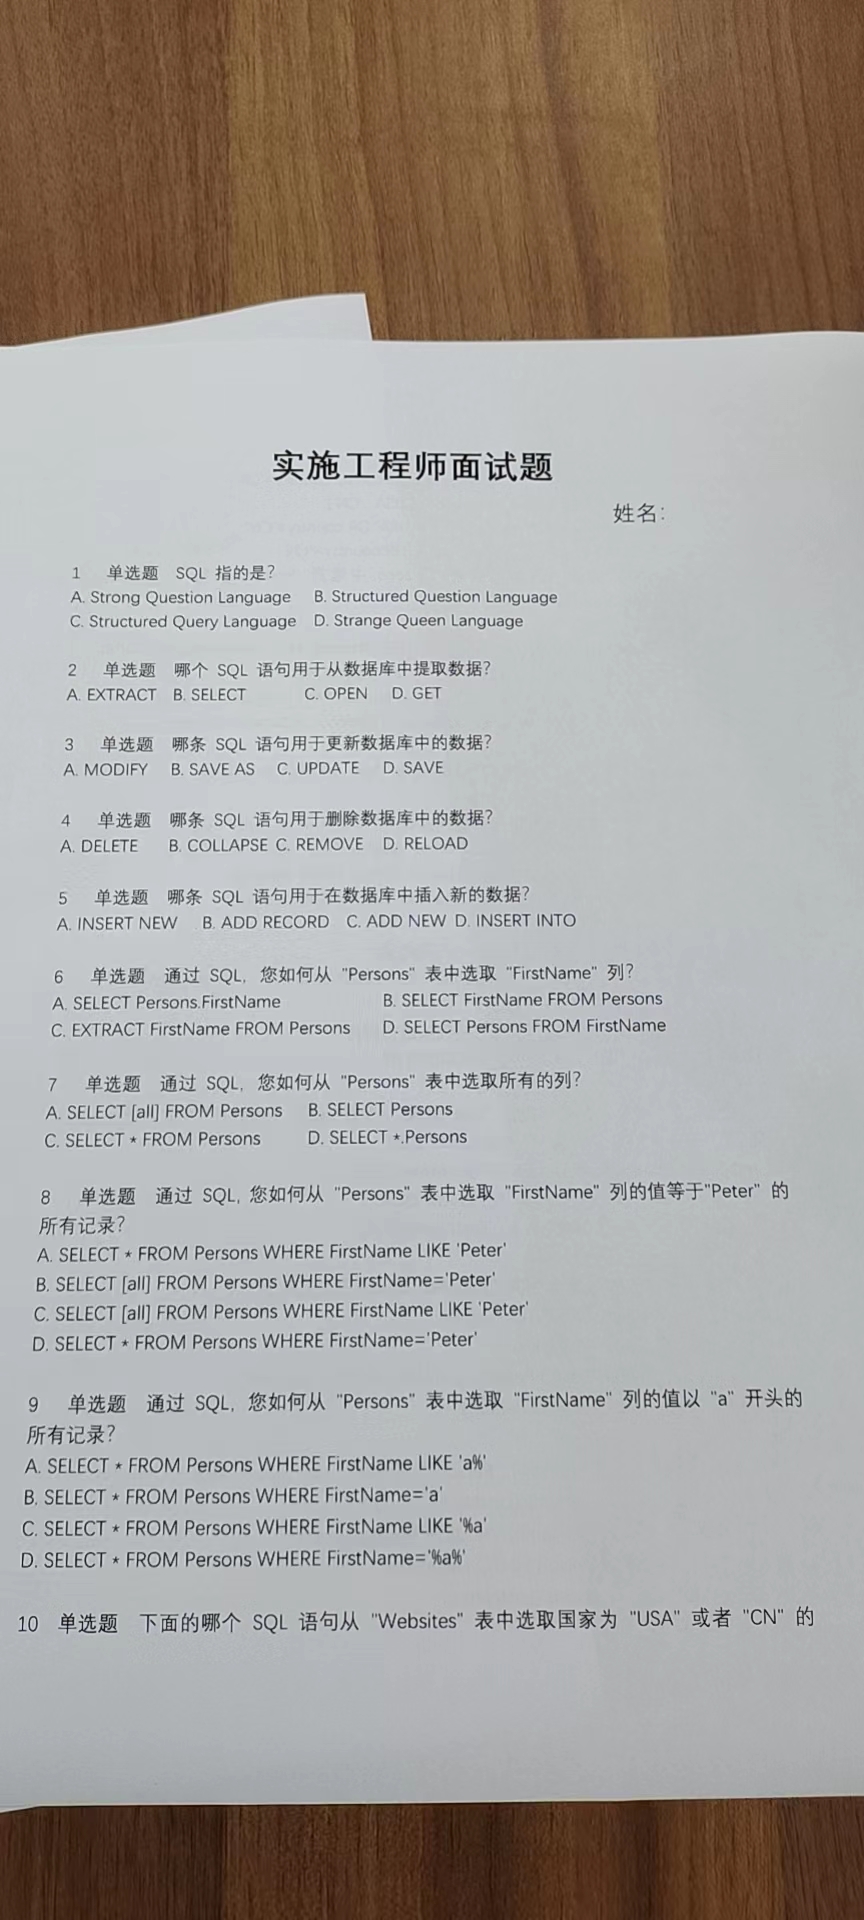 实施工程师面试题
姓名：
1 单选题 SQL 指的是？
A. Strong Question Language B. Structured Question Language
C. Structured Query Language D. Strange Queen Language
2 单选题 哪个 SQL 语句用于从数据库中提取数据？
A. EXTRACT B. SELECT C. OPEN D. GET
3 单选题 哪条 SQL 语句用于更新数据库中的数据？
A. MODIFY B. SAVE AS C. UPDATE D. SAVE
4 单选题 哪条 SQL 语句用于删除数据库中的数据？
A. DELETE B. COLLAPSE C. REMOVE D. RELOAD
5 单选题 哪条 SQL 语句用于在数据库中插入新的数据？
A. INSERT NEW B. ADD RECORD C. ADD NEW D. INSERT INTO
6 单选题 通过 SQL，您如何从 "Persons" 表中选取 "FirstName" 列？
A. SELECT Persons.FirstName B. SELECT FirstName FROM Persons
C. EXTRACT FirstName FROM Persons D. SELECT Persons FROM FirstName
7 单选题 通过 SQL，您如何从 "Persons" 表中选取所有的列？
A. SELECT [all] FROM Persons B. SELECT Persons
C. SELECT * FROM Persons D. SELECT *.Persons
8 单选题 通过 SQL, 您如何从 "Persons" 表中选取 "FirstName" 列的值等于"Peter" 的
所有记录？
A. SELECT * FROM Persons WHERE FirstName LIKE 'Peter'
B. SELECT [all] FROM Persons WHERE FirstName='Peter'
C. SELECT [all] FROM Persons WHERE FirstName LIKE 'Peter'
D. SELECT * FROM Persons WHERE FirstName='Peter'
9 单选题 通过 SQL，您如何从 "Persons" 表中选取 "FirstName" 列的值以 "a" 开头的
所有记录？
A. SELECT * FROM Persons WHERE FirstName LIKE 'a%'
B. SELECT * FROM Persons WHERE FirstName='a'
C. SELECT * FROM Persons WHERE FirstName LIKE '%a'
D. SELECT * FROM Persons WHERE FirstName='%a%'
10 单选题 下面的哪个 SQL 语句从 "Websites" 表中选取国家为 "USA" 或者 "CN" 的